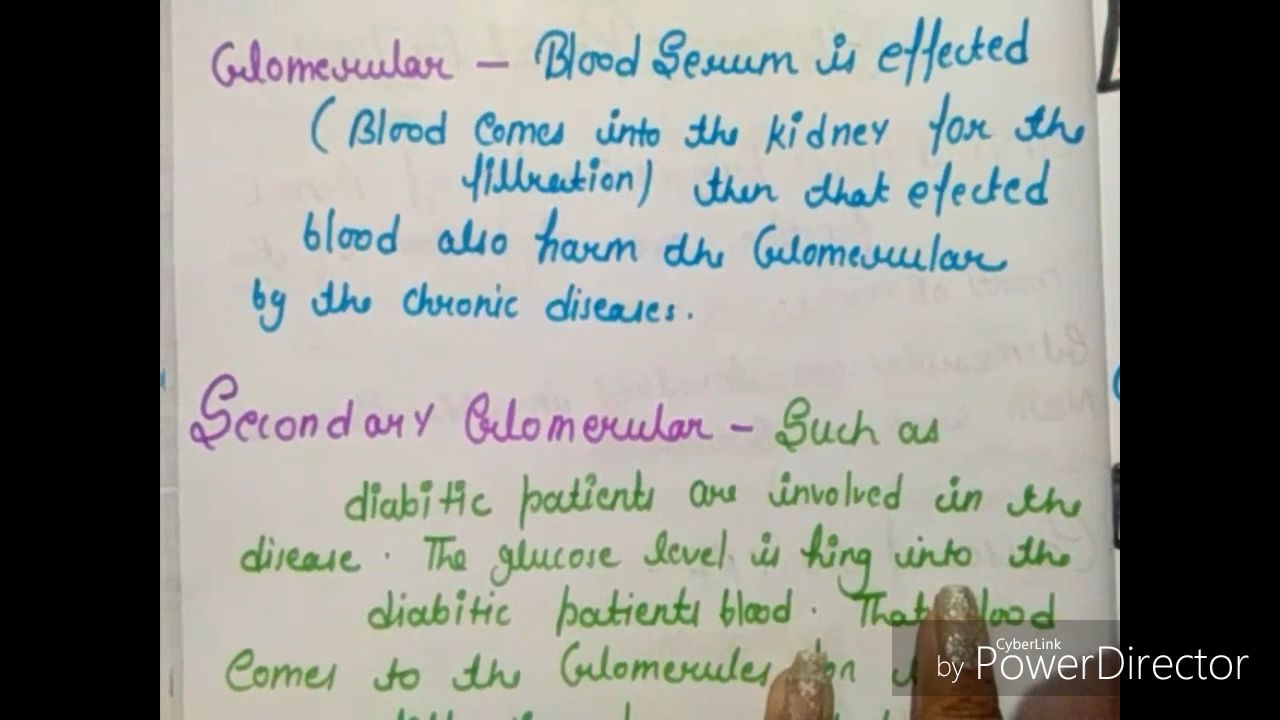 Glomerular - Blood Serum is effected
(Blood Comes into the kidney for the
filtration) then that efected
blood also harm the Glomerular
by the chronic diseases.
Secondary Glomerular - Such as
diabitic patients are involved in the
disease. The glucose level is hing into the
diabitic patients blood. That blood
Comes to the Glomerules
CyberLink
by PowerDirector